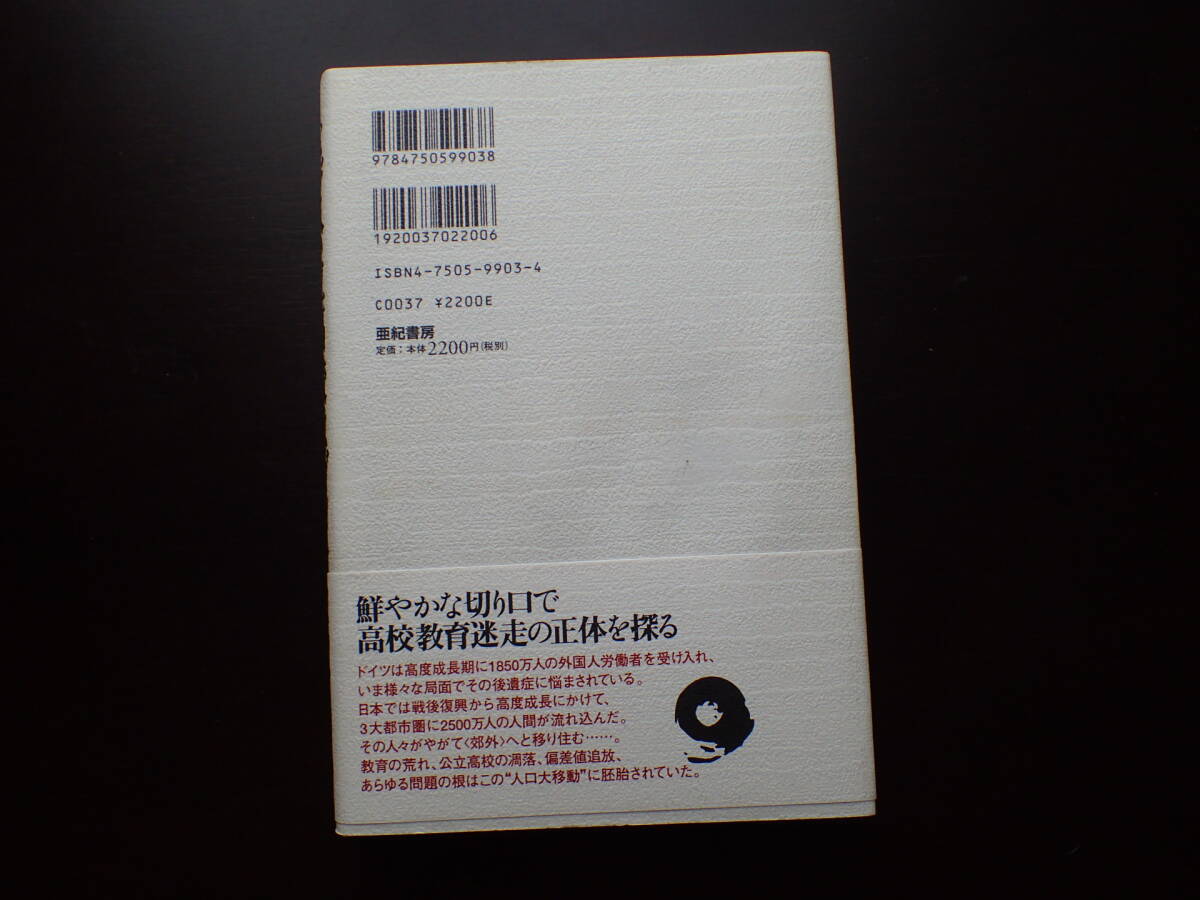 9784750599038
1920037022006
ISBN4-7505-9903-4
C0037 ¥2200E
亜紀書房
定価：本体2200円（税別）
鮮やかな切り口で
高校教育迷走の正体を探る
ドイツは高度成長期に1850万人の外国人労働者を受け入れ、
いま様々な局面でその後遺症に悩まされている。
日本では戦後復興から高度成長にかけて、
3大都市圏に2500万人の人間が流れ込んだ。
その人々がやがて〈郊外〉へと移り住む……。
教育の荒れ、公立高校の凋落、偏差値追放、
あらゆる問題の根はこの“人口大移動”に胚胎されていた。